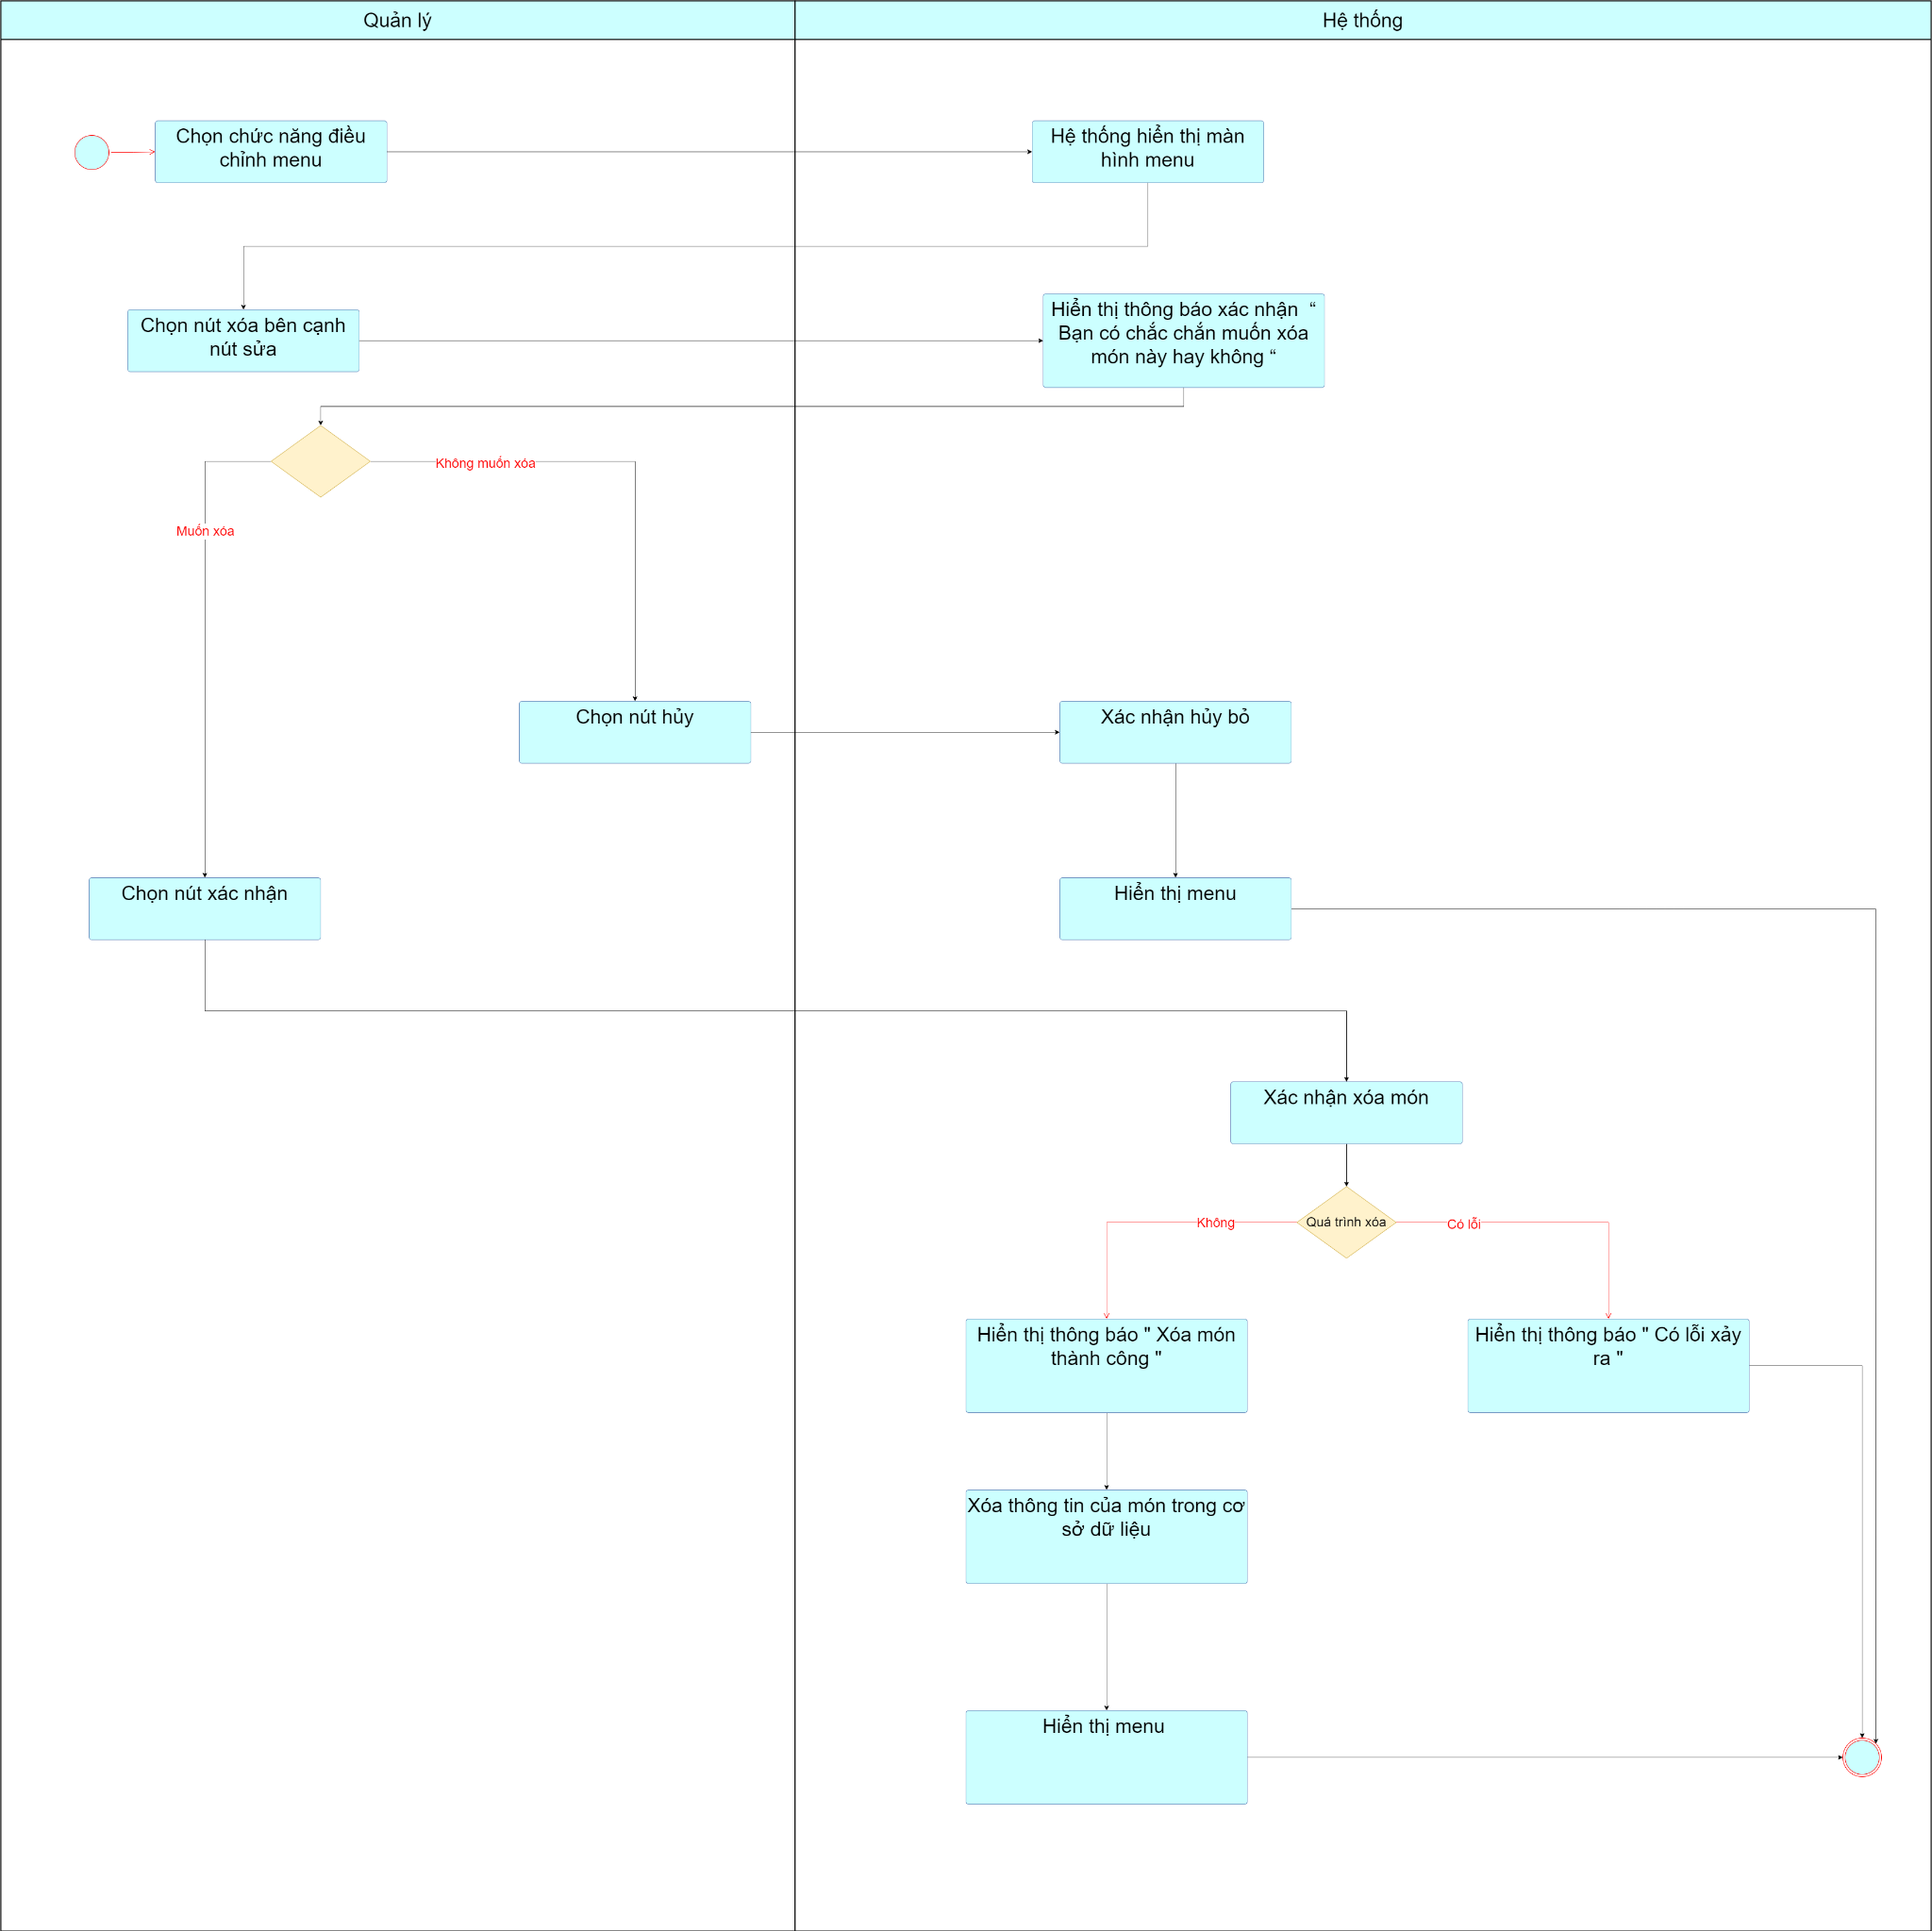 Quản lý
Hệ thống
Chọn chức năng điều
chỉnh menu
Hệ thống hiển thị màn
hình menu
Chọn nút xóa bên cạnh
nút sửa
Hiển thị thông báo xác nhận “
Bạn có chắc chắn muốn xóa
món này hay không “
Không muốn xóa
Muốn xóa
Chọn nút hủy
Xác nhận hủy bỏ
Chọn nút xác nhận
Hiển thị menu
Xác nhận xóa món
Không
Quá trình xóa
Có lỗi
Hiển thị thông báo " Xóa món
thành công "
Hiển thị thông báo " Có lỗi xảy
ra "
Xóa thông tin của món trong cơ
sở dữ liệu
Hiển thị menu